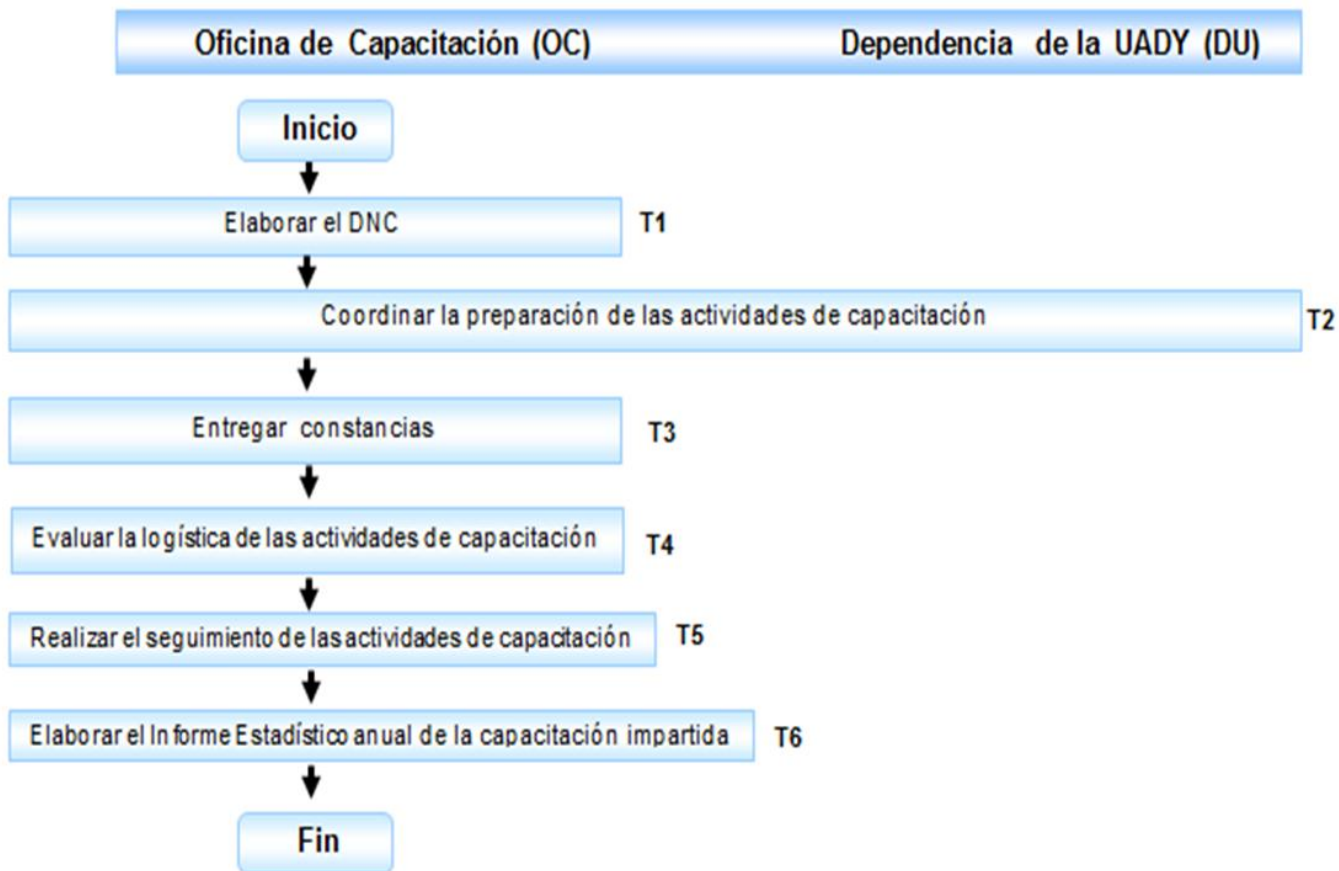 Oficina de Capacitación (OC) Dependencia de la UADY (DU)
Inicio
Elaborar el DNC T1
Coordinar la preparación de las actividades de capacitación T2
Entregar constancias T3
Evaluar la logística de las actividades de capacitación T4
Realizar el seguimiento de las actividades de capacitación T5
Elaborar el Informe Estadístico anual de la capacitación impartida T6
Fin